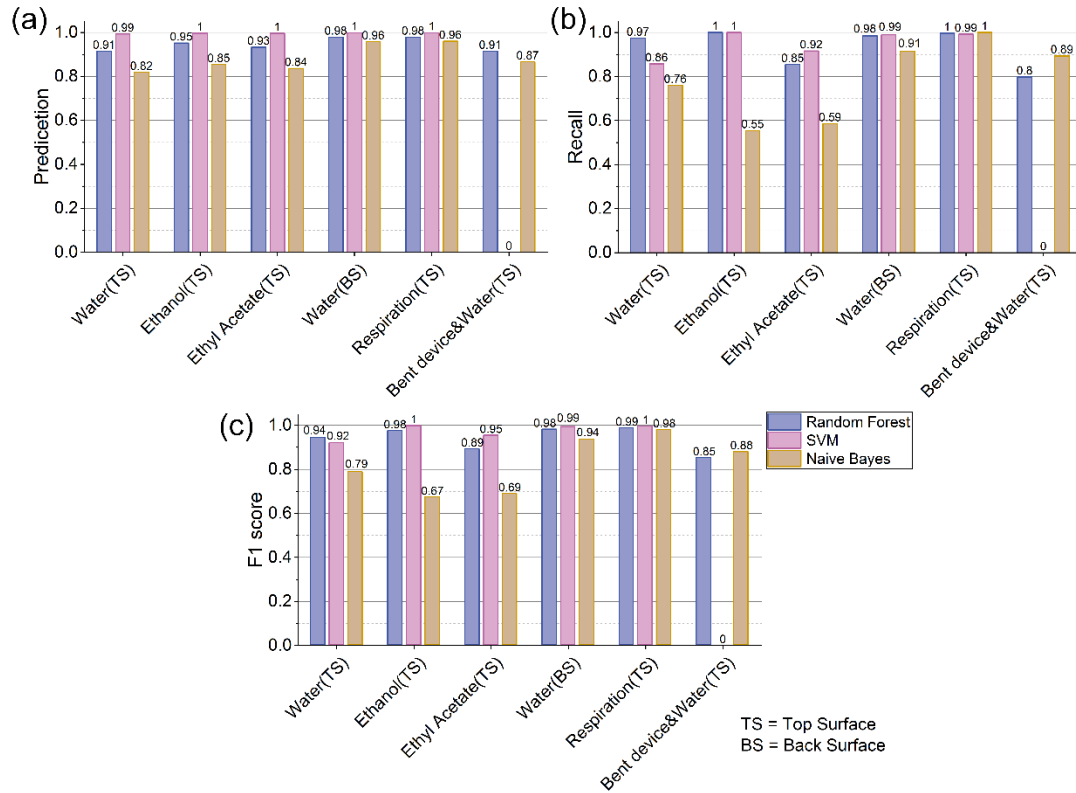 (a)
Predicetion
1.0
0.8
0.6
0.4
0.2
0.0
0.91 0.99 0.82 0.95 1 0.85 0.93 1 0.84 0.98 1 0.96 0.98 1 0.96 0.91 0 0.87
Water(TS)
Ethanol(TS)
Ethyl Acetate(TS)
Water(BS)
Respiration(TS)
Bent device&Water(TS)
(b)
Recall
1.0
0.8
0.6
0.4
0.2
0.0
0.97 0.86 0.76 1 1 0.55 0.85 0.92 0.59 0.98 0.99 0.91 1 0.99 1 0.8 0 0.89
Water(TS)
Ethanol(TS)
Ethyl Acetate(TS)
Water(BS)
Respiration(TS)
Bent device&Water(TS)
(c)
F1 score
1.0
0.8
0.6
0.4
0.2
0.0
0.94 0.92 0.79 0.98 1 0.67 0.89 0.95 0.69 0.98 0.99 0.94 0.99 1 0.98 0.85 0 0.88
Water(TS)
Ethanol(TS)
Ethyl Acetate(TS)
Water(BS)
Respiration(TS)
Bent device&Water(TS)
Random Forest
SVM
Naive Bayes
TS = Top Surface
BS = Back Surface